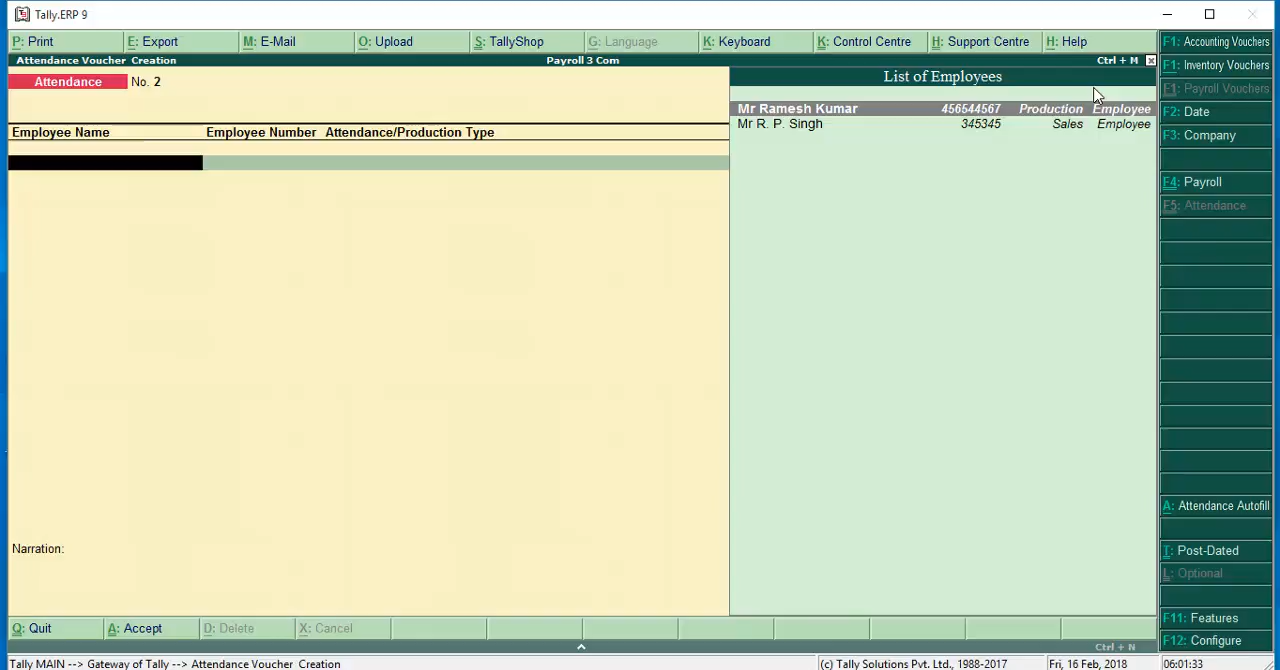 Tally.ERP 9
P: Print E: Export M: E-Mail O: Upload S: TallyShop G: Language K: Keyboard K: Control Centre H: Support Centre H: Help
Attendance Voucher Creation Payroll 3 Com Ctrl + M
Attendance No. 2
Employee Name Employee Number Attendance/Production Type
Narration:
List of Employees
Mr Ramesh Kumar 456544567 Production Employee
Mr R. P. Singh 345345 Sales Employee
F1: Accounting Vouchers
F1: Inventory Vouchers
F1: Payroll Vouchers
F2: Date
F3: Company
F4: Payroll
F5: Attendance
A: Attendance Autofill
T: Post-Dated
L: Optional
F11: Features
F12: Configure
Q: Quit A: Accept D: Delete X: Cancel
Ctrl + N
Tally MAIN --> Gateway of Tally --> Attendance Voucher Creation (c) Tally Solutions Pvt. Ltd., 1988-2017 Fri, 16 Feb, 2018 06:01:33